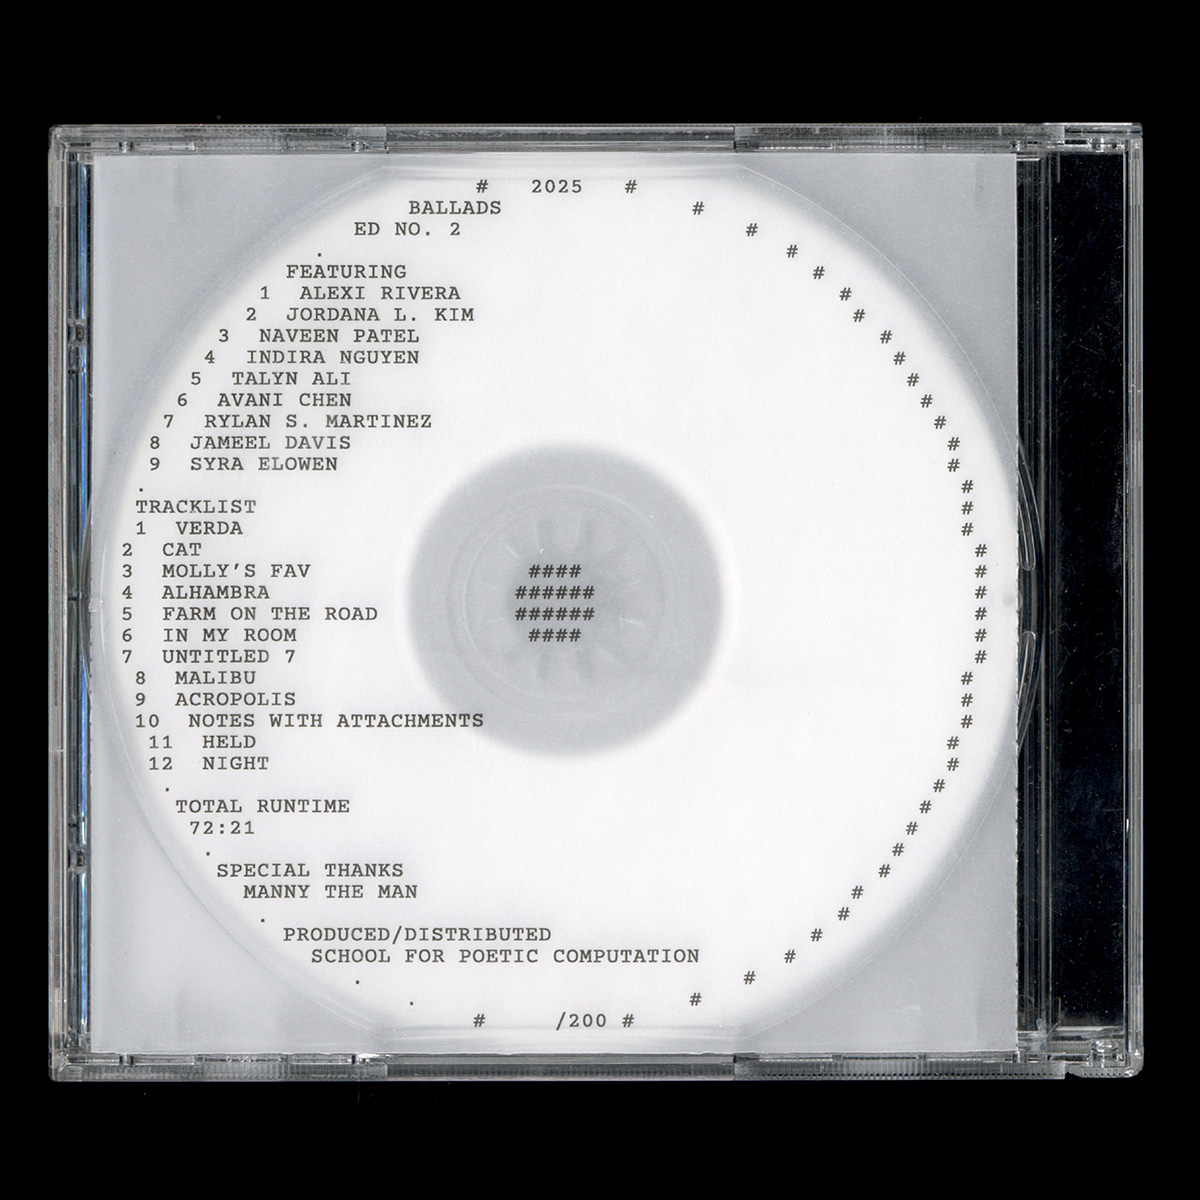 # 2025 #
BALLADS #
ED NO. 2 #
. #
FEATURING #
1 ALEXI RIVERA #
2 JORDANA L. KIM #
3 NAVEEN PATEL #
4 INDIRA NGUYEN #
5 TALYN ALI #
6 AVANI CHEN #
7 RYLAN S. MARTINEZ #
8 JAMEEL DAVIS #
9 SYRA ELOWEN #
. #
TRACKLIST #
1 VERDA #
2 CAT #
3 MOLLY'S FAV #### #
4 ALHAMBRA ###### #
5 FARM ON THE ROAD ###### #
6 IN MY ROOM #### #
7 UNTITLED 7 #
8 MALIBU #
9 ACROPOLIS #
10 NOTES WITH ATTACHMENTS #
11 HELD #
12 NIGHT #
. #
TOTAL RUNTIME #
72:21 #
. #
SPECIAL THANKS #
MANNY THE MAN #
. #
PRODUCED/DISTRIBUTED #
SCHOOL FOR POETIC COMPUTATION #
. #
. #
# /200 #